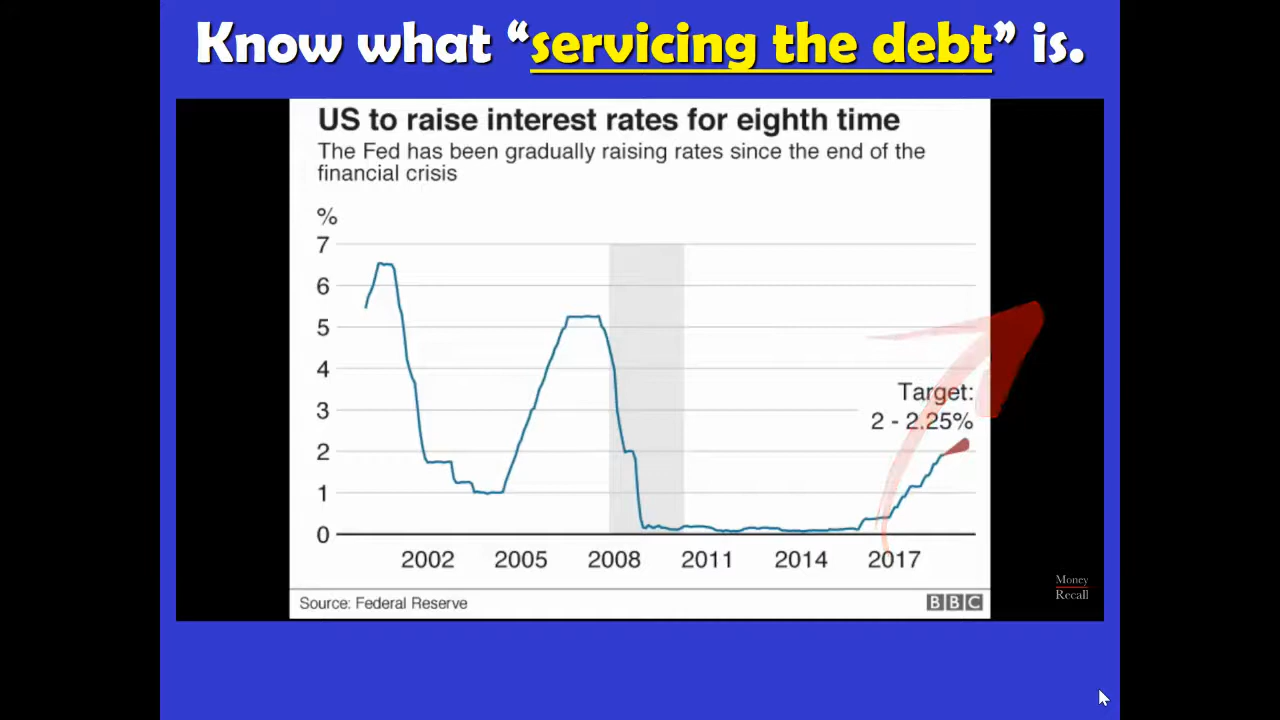 Know what “servicing the debt” is.
US to raise interest rates for eighth time
The Fed has been gradually raising rates since the end of the
financial crisis
%
7
6
5
4
3
2
1
0
Target:
2 - 2.25%
2002 2005 2008 2011 2014 2017
Source: Federal Reserve
BBC
Money
Recall